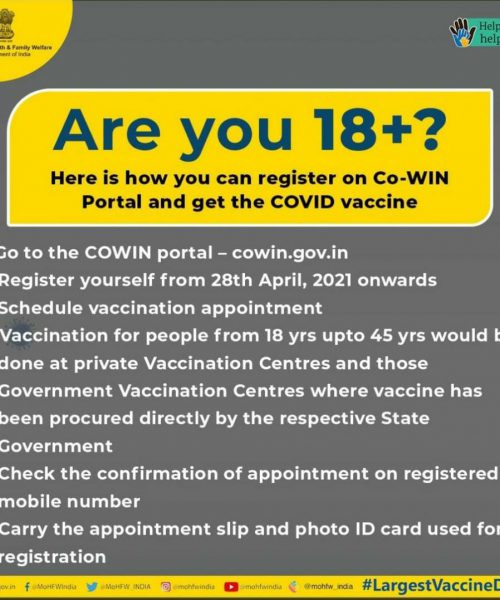 th & Family Welfare
ment of India
Help
help
Are you 18+?
Here is how you can register on Co-WIN
Portal and get the COVID vaccine
Go to the COWIN portal – cowin.gov.in
Register yourself from 28th April, 2021 onwards
Schedule vaccination appointment
Vaccination for people from 18 yrs upto 45 yrs would b
done at private Vaccination Centres and those
Government Vaccination Centres where vaccine has
been procured directly by the respective State
Government
Check the confirmation of appointment on registered
mobile number
Carry the appointment slip and photo ID card used for
registration
gov.in @MoHFWIndia @MoHFW_INDIA @mohfwindia @mohfwindia @mohfw_india #LargestVaccineD